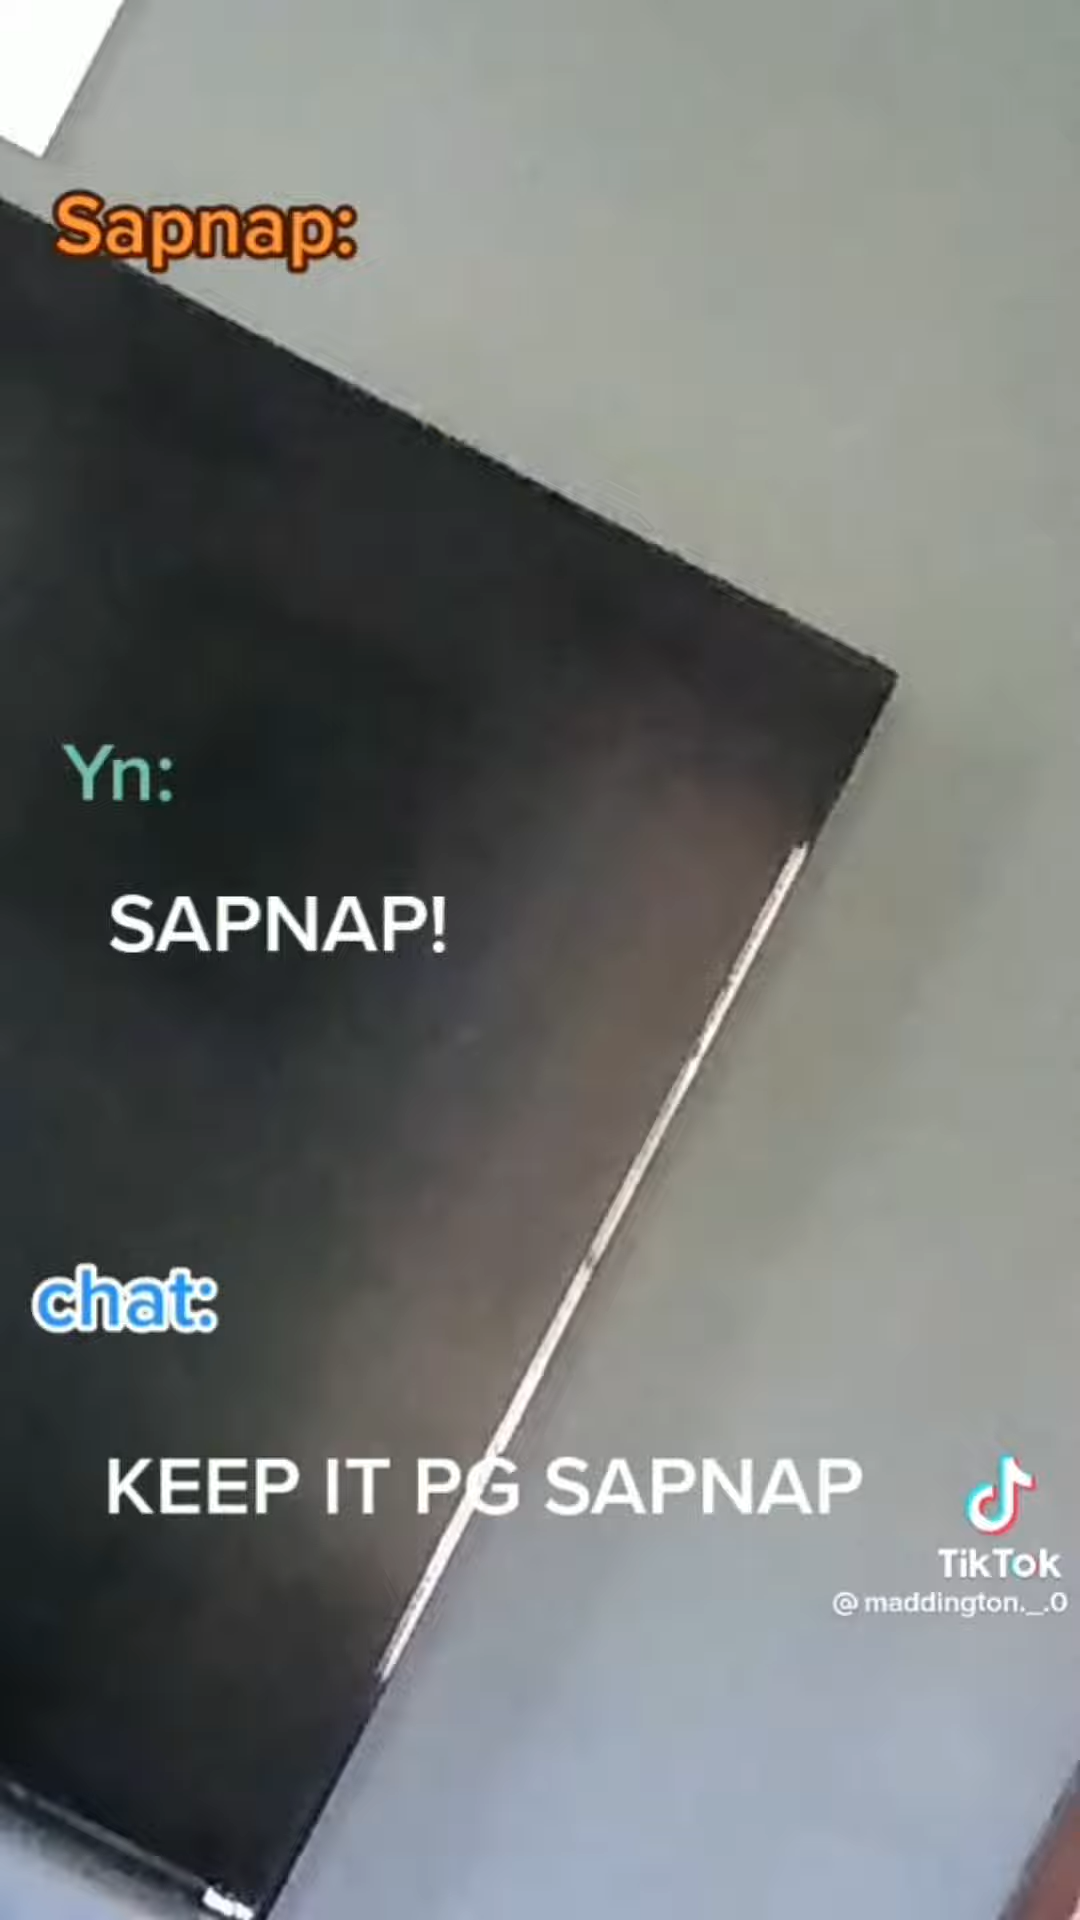 Sapnap:
Yn:
SAPNAP!
chat:
KEEP IT PG SAPNAP
TikTok
@maddington._.0